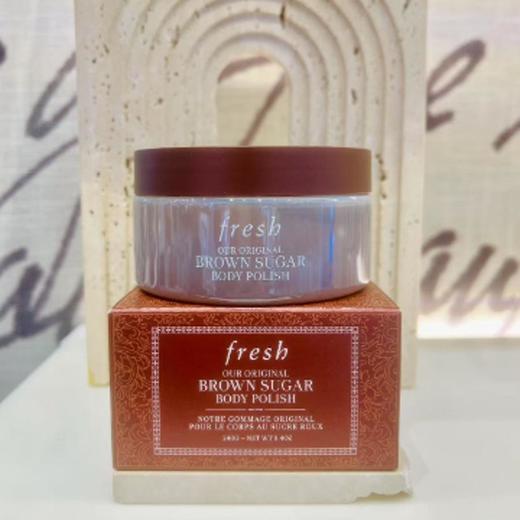 fresh
OUR ORIGINAL
BROWN SUGAR
BODY POLISH
fresh
OUR ORIGINAL
BROWN SUGAR
BODY POLISH
NOTRE GOMMAGE ORIGINAL
POUR LE CORPS AU SUCRE ROUX